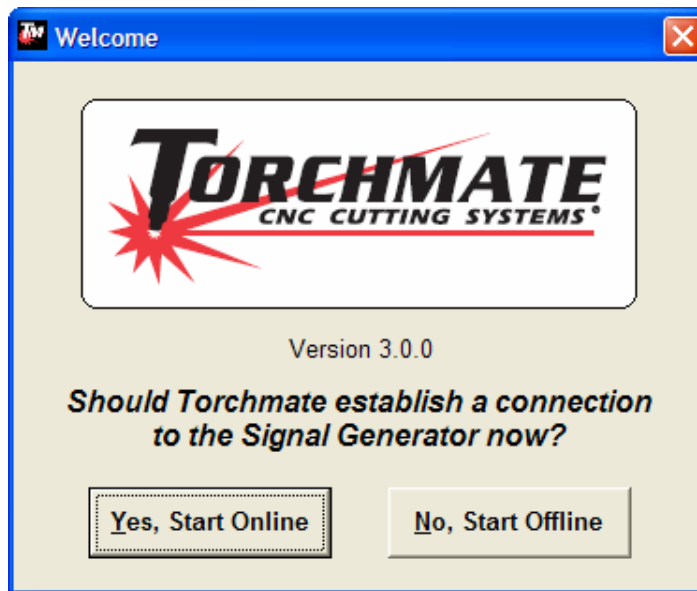 Welcome
TORCHMATE
CNC CUTTING SYSTEMS®
Version 3.0.0
Should Torchmate establish a connection
to the Signal Generator now?
Yes, Start Online
No, Start Offline